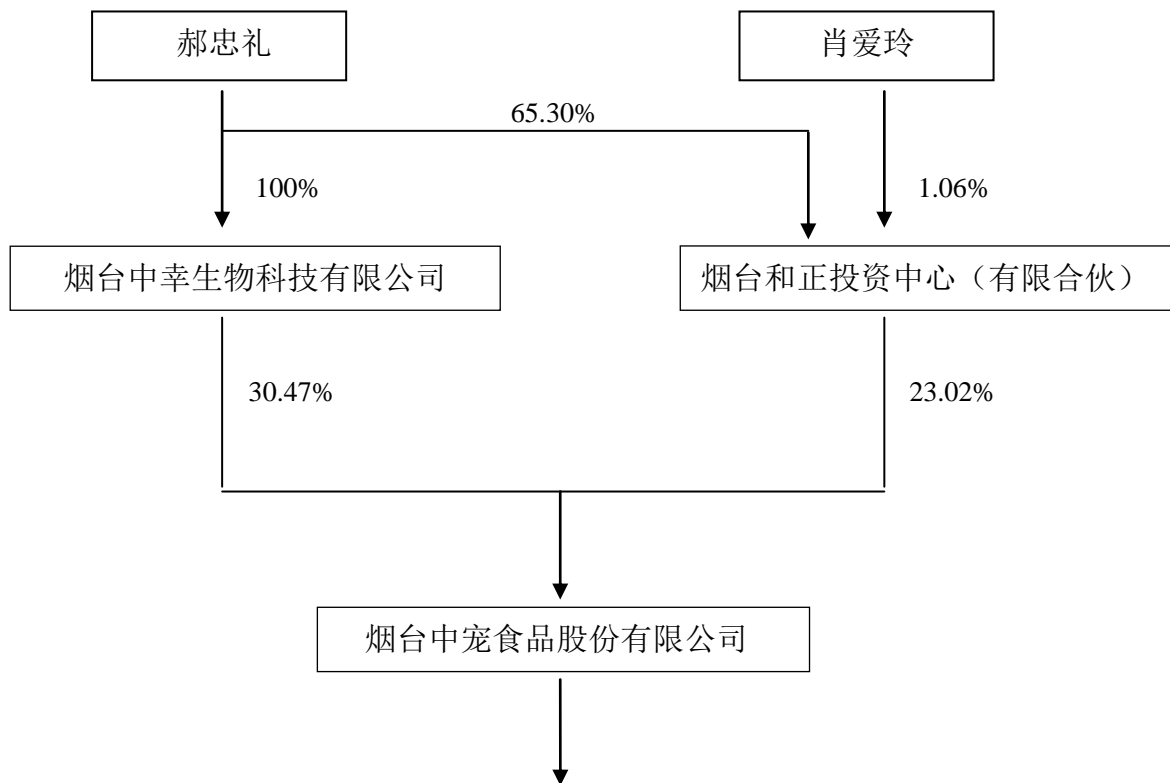 郝忠礼
肖爱玲
65.30%
100%
1.06%
烟台中幸生物科技有限公司
烟台和正投资中心（有限合伙）
30.47%
23.02%
烟台中宠食品股份有限公司